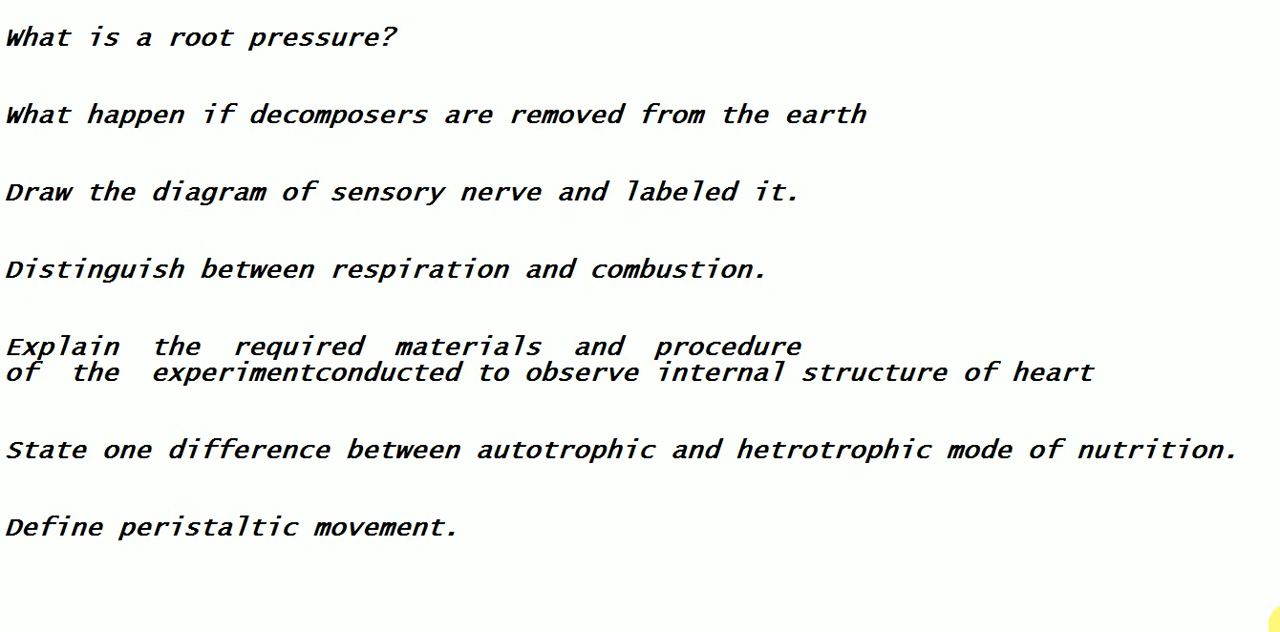 What is a root pressure?
What happen if decomposers are removed from the earth
Draw the diagram of sensory nerve and labeled it.
Distinguish between respiration and combustion.
Explain the required materials and procedure
of the experimentconducted to observe internal structure of heart
State one difference between autotrophic and hetrotrophic mode of nutrition.
Define peristaltic movement.